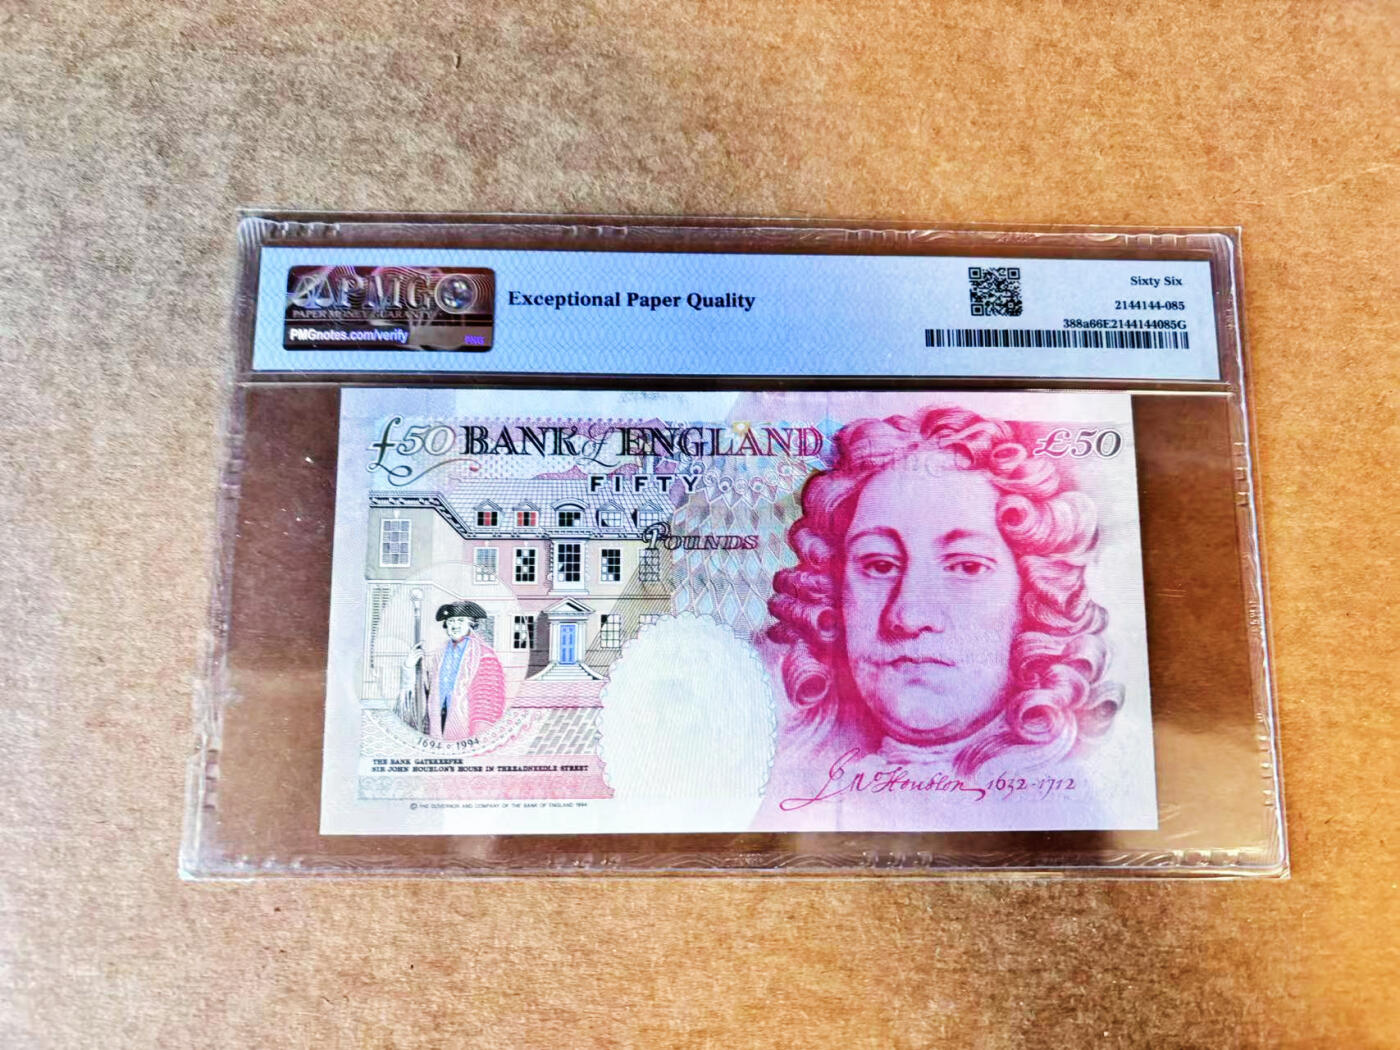 PMG
PAPER MONEY GUARANTY
PMGnotes.com/verify
PMG
Exceptional Paper Quality
Sixty Six
2144144-085
388a66E2144144085G
£50 BANK of ENGLAND
£50
FIFTY
POUNDS
1694 1994
THE BANK GATEKEEPER
SIR JOHN HOUBLON'S HOUSE IN THREADNEEDLE STREET
© THE GOVERNOR AND COMPANY OF THE BANK OF ENGLAND 1994
Houblon 1632-1712